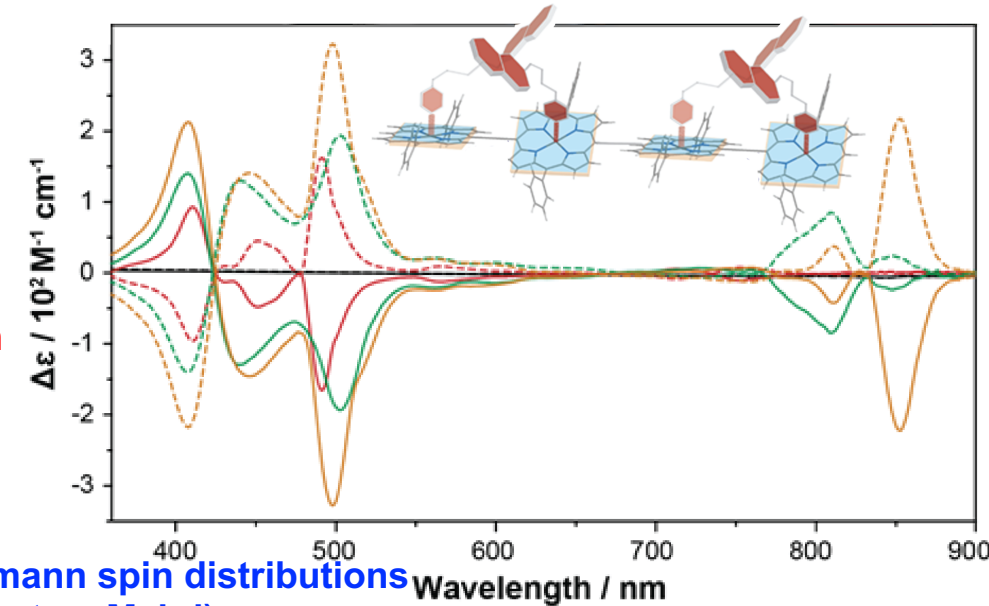 3
2
1
0
-1
-2
-3
Δε / 10² M⁻¹ cm⁻¹
400 500 600 700 800 900
mann spin distributions
Wavelength / nm